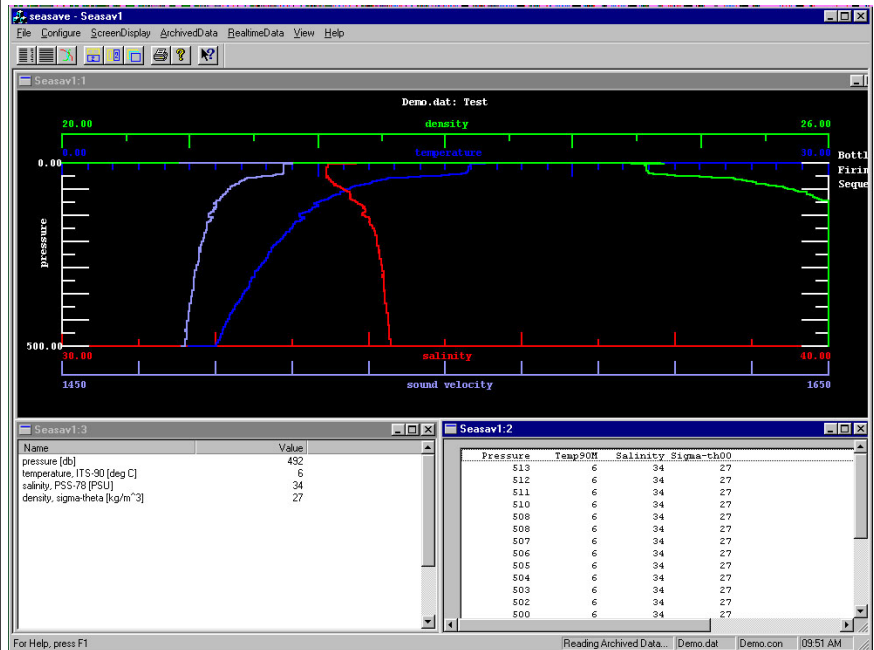 seasave - Seasav1
File Configure ScreenDisplay ArchivedData RealtimeData View Help
Seasav1:1
Demo.dat: Test
20.00 density 26.00
0.00 temperature 30.00
0.00
Bottl
Firin
Seque
pressure
500.00
30.00 salinity 40.00
1450 sound velocity 1650
Seasav1:3
Name Value
pressure [db] 492
temperature, ITS-90 [deg C] 6
salinity, PSS-78 [PSU] 34
density, sigma-theta [kg/m^3] 27
Seasav1:2
Pressure Temp90M Salinity Sigma-th00
513 6 34 27
512 6 34 27
511 6 34 27
510 6 34 27
508 6 34 27
508 6 34 27
507 6 34 27
506 6 34 27
505 6 34 27
504 6 34 27
503 6 34 27
502 6 34 27
500 6 34 27
For Help, press F1
Reading Archived Data... Demo.dat Demo.con 09:51 AM